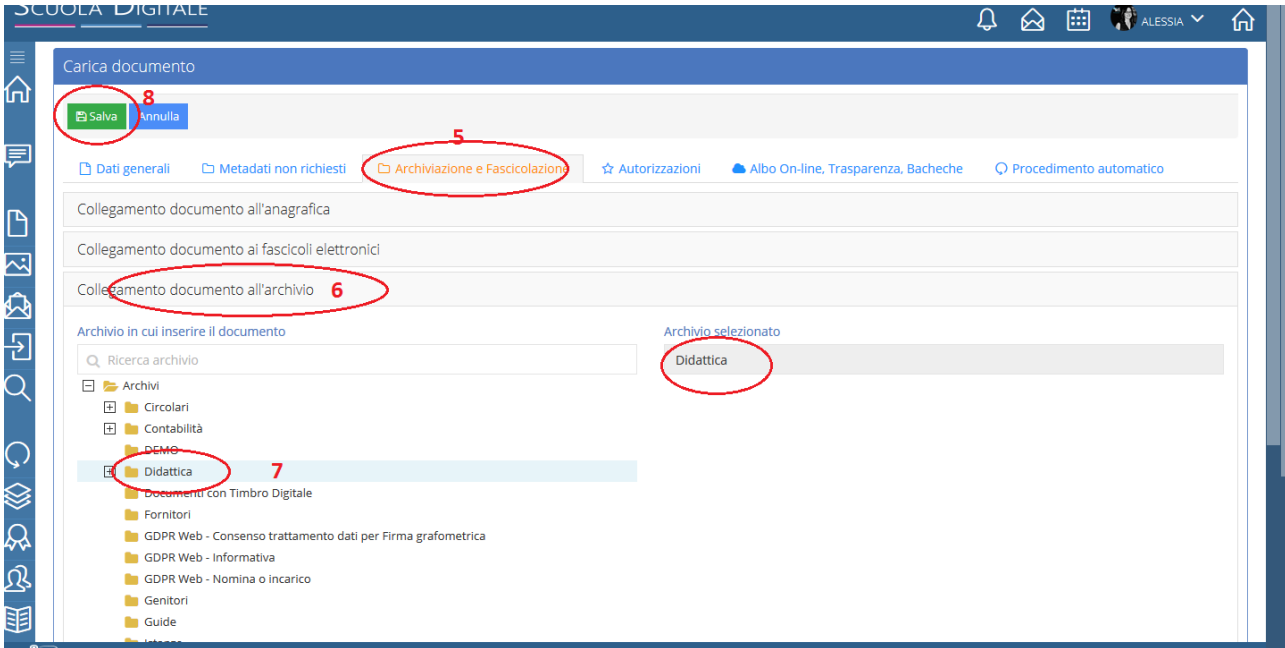 SCUOLA DIGITALE
ALESSIA
Carica documento
8
Salva Annulla
5
Dati generali Metadati non richiesti Archiviazione e Fascicolazione Autorizzazioni Albo On-line, Trasparenza, Bacheche Procedimento automatico
Collegamento documento all'anagrafica
Collegamento documento ai fascicoli elettronici
Collegamento documento all'archivio 6
Archivio in cui inserire il documento Archivio selezionato
Ricerca archivio Didattica
Archivi
Circolari
Contabilità
DEMO
Didattica 7
Documenti con Timbro Digitale
Fornitori
GDPR Web - Consenso trattamento dati per Firma grafometrica
GDPR Web - Informativa
GDPR Web - Nomina o incarico
Genitori
Guide